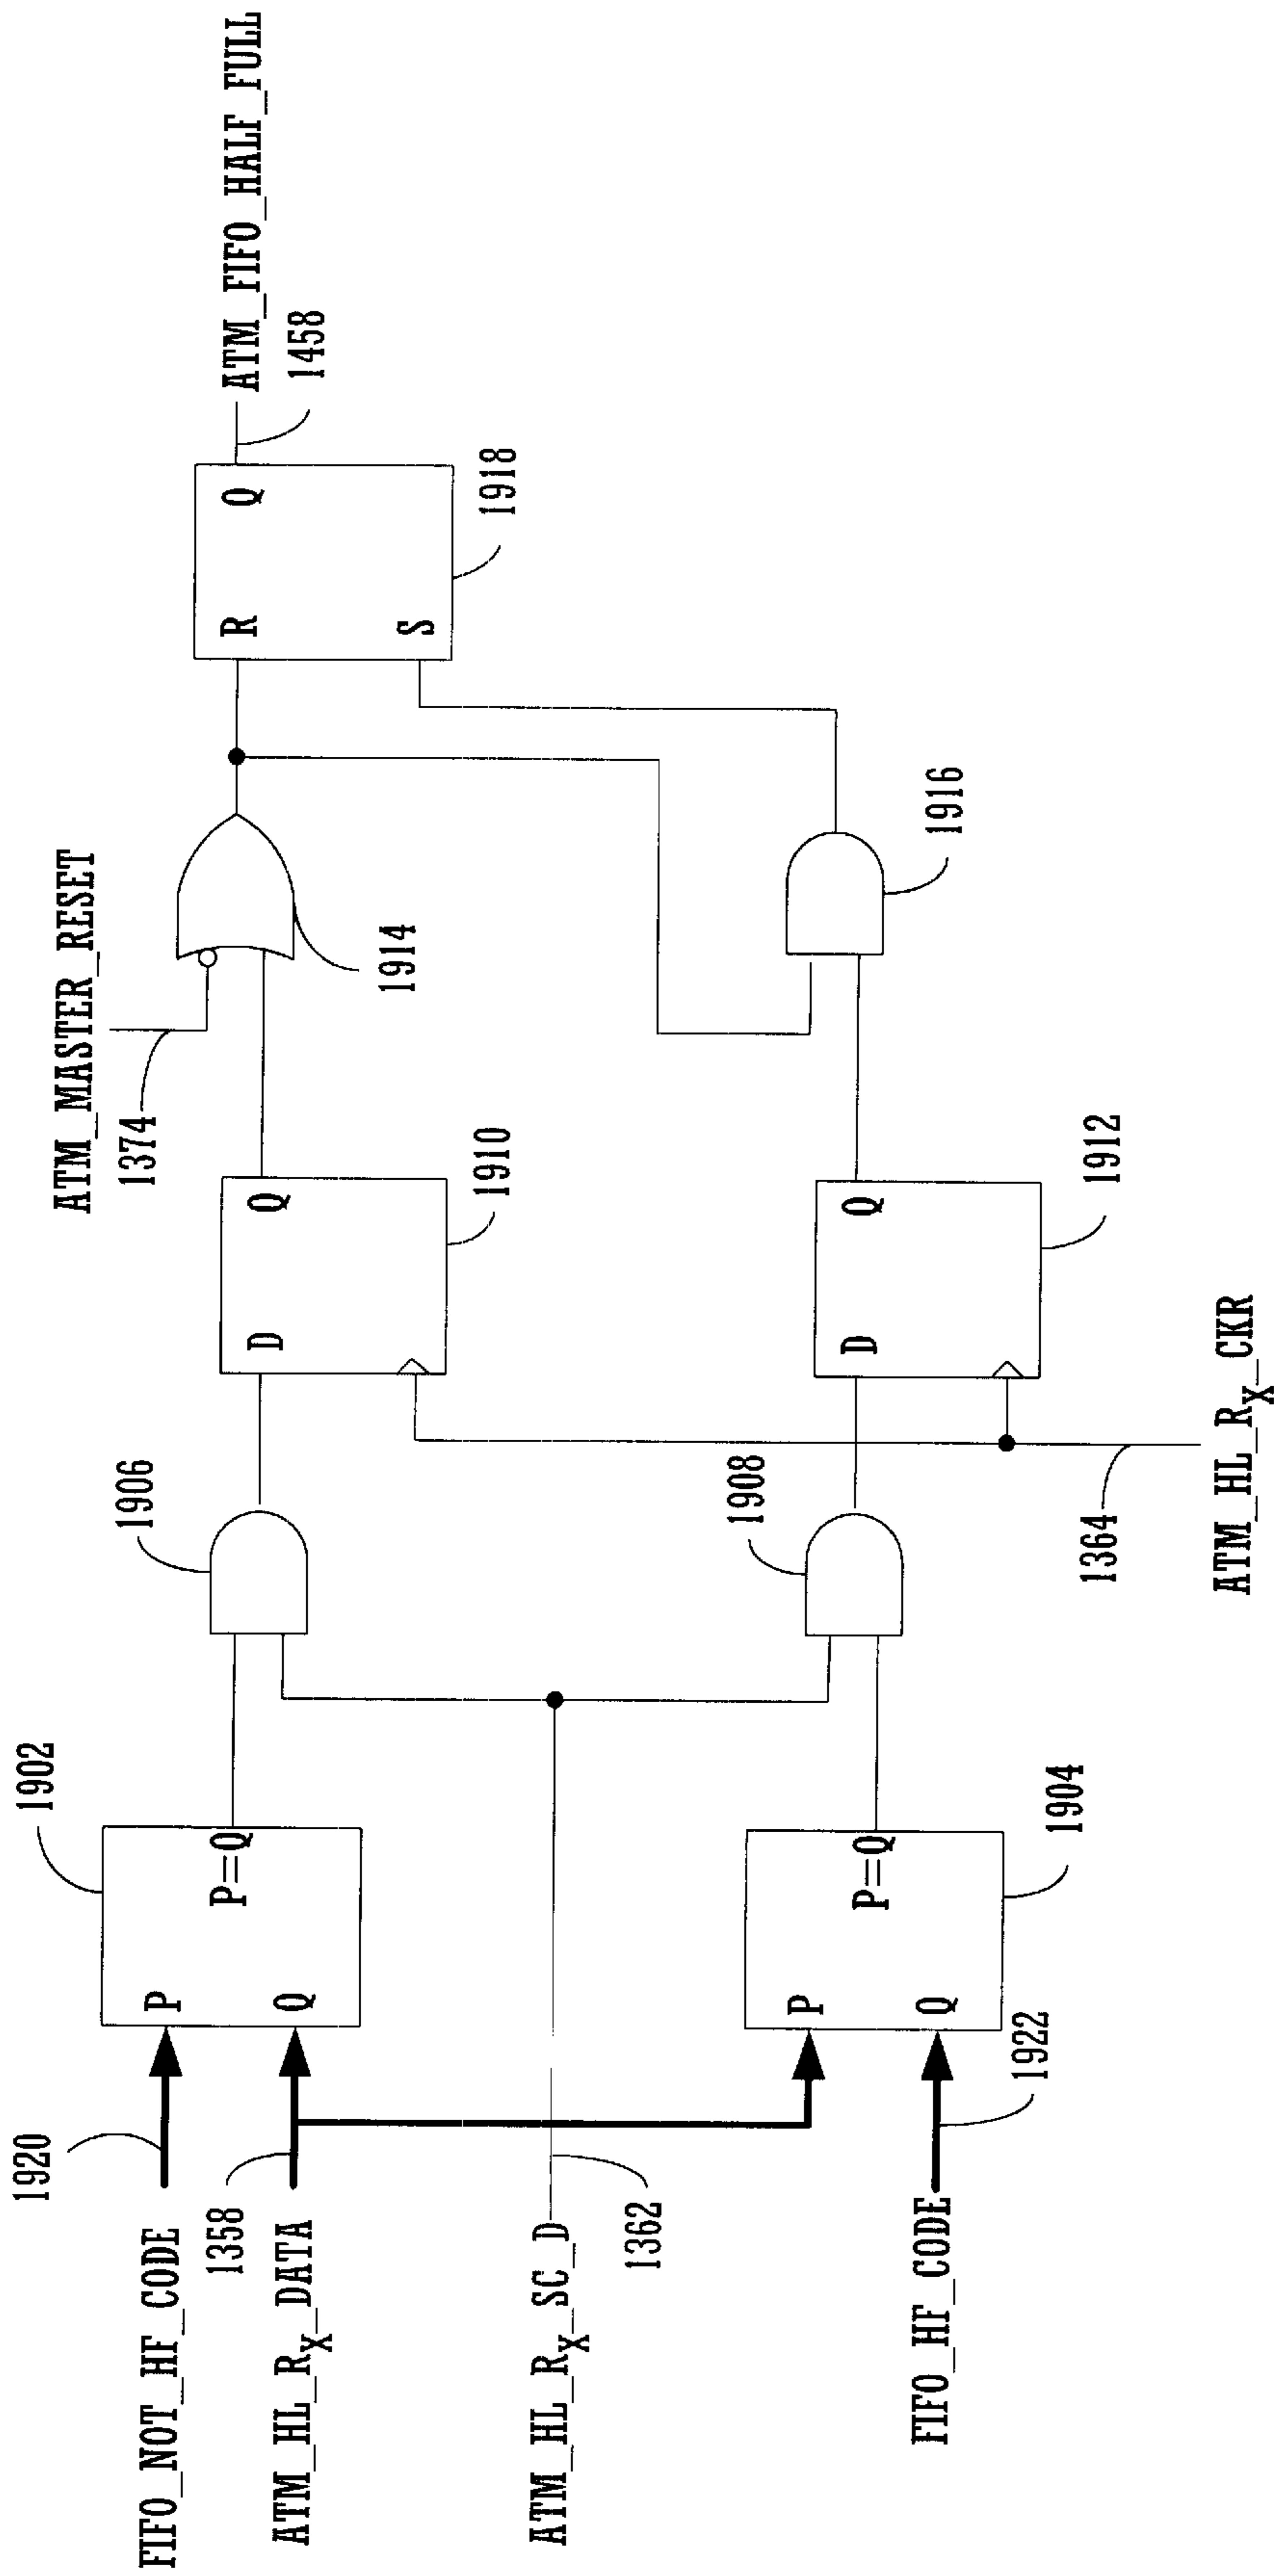 FIFO_NOT_HF_CODE
1920
1358
ATM_HL_RX_DATA
ATM_HL_RX_SC_D
1362
FIFO_HF_CODE
1922
P
Q
P=Q
1902
P
Q
P=Q
1904
1906
1908
1364
ATM_HL_RX_CKR
D
Q
1910
D
Q
1912
ATM_MASTER_RESET
1374
1914
1916
R
S
Q
1918
1458
ATM_FIFO_HALF_FULL